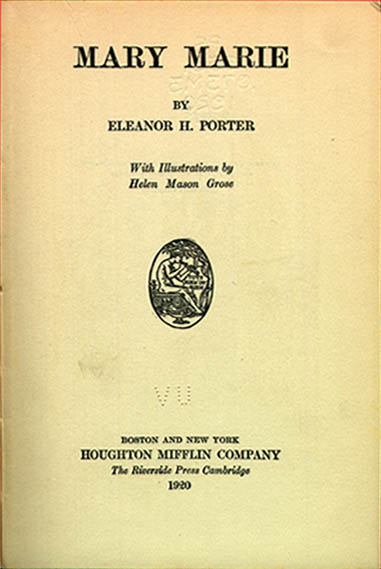 MARY MARIE
BY
ELEANOR H. PORTER
With Illustrations by
Helen Mason Grose
VU
BOSTON AND NEW YORK
HOUGHTON MIFFLIN COMPANY
The Riverside Press Cambridge
1920